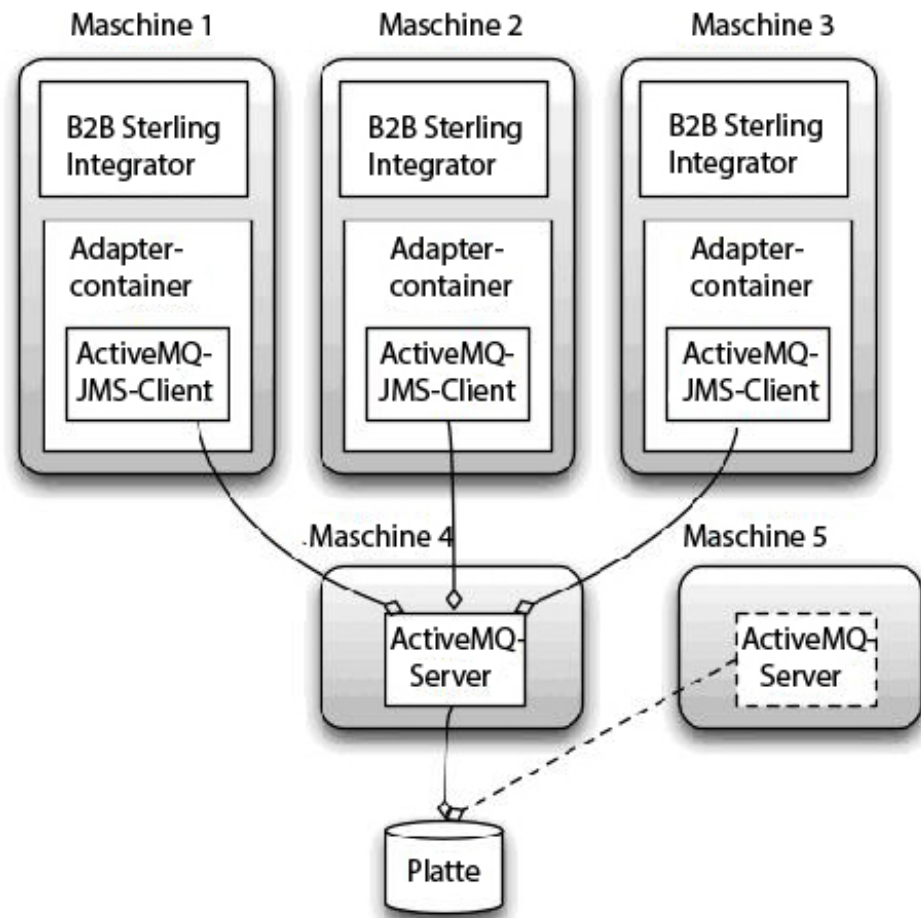 Maschine 1
Maschine 2
Maschine 3
B2B Sterling
Integrator
B2B Sterling
Integrator
B2B Sterling
Integrator
Adapter-
container
Adapter-
container
Adapter-
container
ActiveMQ-
JMS-Client
ActiveMQ-
JMS-Client
ActiveMQ-
JMS-Client
Maschine 4
Maschine 5
ActiveMQ-
Server
ActiveMQ-
Server
Platte